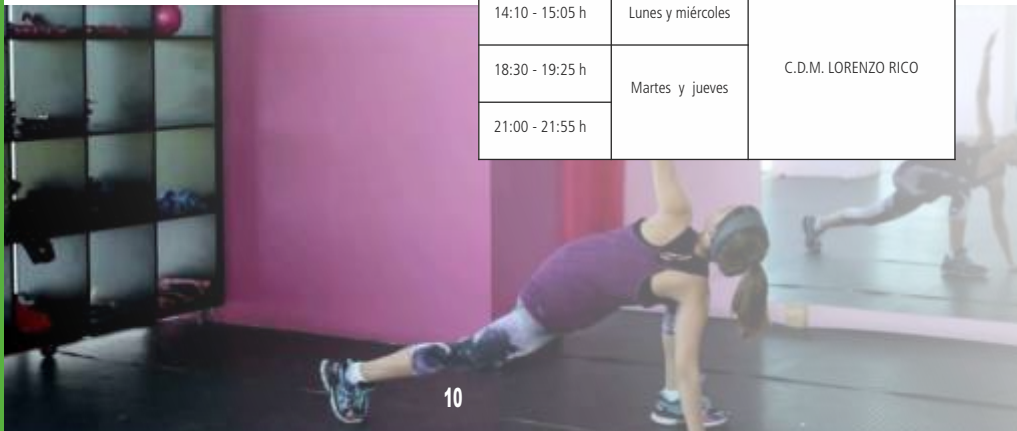 14:10 - 15:05 h Lunes y miércoles
18:30 - 19:25 h Martes y jueves C.D.M. LORENZO RICO
21:00 - 21:55 h
10